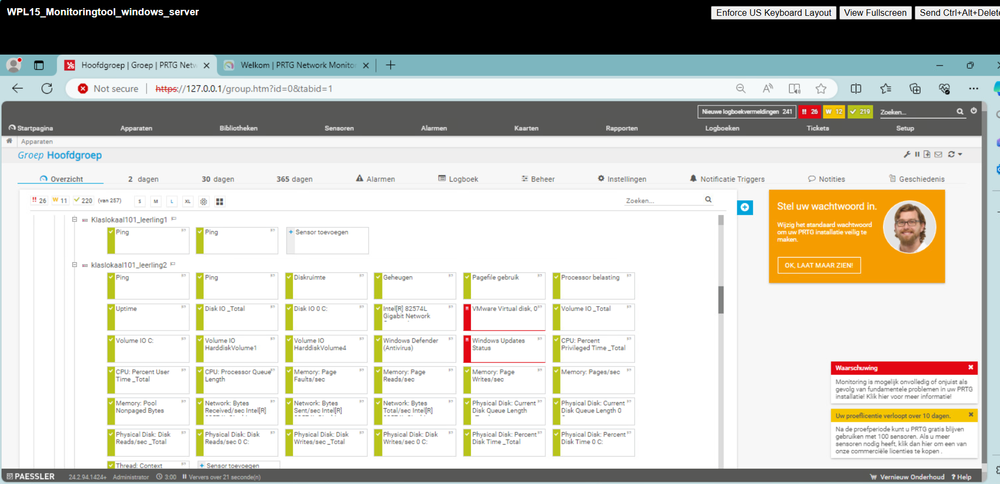 WPL15_Monitoringtool_windows_server
Enforce US Keyboard Layout View Fullscreen Send Ctrl+Alt+Delete
Hoofdgroep | Groep | PRTG Netw
Welkom | PRTG Network Monitor
Not secure https://127.0.0.1/group.htm?id=0&tabid=1
Nieuwe logboekvermeldingen 241 !! 26 W 12 219 Zoeken...
Startpagina Apparaten Bibliotheken Sensoren Alarmen Kaarten Rapporten Logboeken Tickets Setup
Apparaten
Groep Hoofdgroep
Overzicht 2 dagen 30 dagen 365 dagen Alarmen Logboek Beheer Instellingen Notificatie Triggers Notities Geschiedenis
!! 26 W 11 220 (van 257) S M L XL Zoeken...
Klaslokaal101_leerling1
Ping Ping + Sensor toevoegen
klaslokaal101_leerling2
Ping Ping Diskruimte Geheugen Pagefile gebruik Processor belasting
Uptime Disk IO _Total Disk IO 0 C: Intel[R] 82574L
Gigabit Network
VMware Virtual disk, 0 Volume IO _Total
Volume IO C: Volume IO
HarddiskVolume1
Volume IO
HarddiskVolume4
Windows Defender
(Antivirus)
Windows Updates
Status
CPU: Percent
Privileged Time _Total
CPU: Percent User
Time _Total
CPU: Processor Queue
Length
Memory: Page
Faults/sec
Memory: Page
Reads/sec
Memory: Page
Writes/sec
Memory: Pages/sec
Memory: Pool
Nonpaged Bytes
Network: Bytes
Received/sec Intel[R]
Network: Bytes
Sent/sec Intel[R]
Network: Bytes
Total/sec Intel[R]
Physical Disk: Current
Disk Queue Length
Physical Disk: Current
Disk Queue Length 0
Physical Disk: Disk
Reads/sec _Total
Physical Disk: Disk
Reads/sec 0 C:
Physical Disk: Disk
Writes/sec _Total
Physical Disk: Disk
Writes/sec 0 C:
Physical Disk: Percent
Disk Time _Total
Physical Disk: Percent
Disk Time 0 C:
Thread: Context + Sensor toevoegen
Stel uw wachtwoord in.
Wijzig het standaard wachtwoord
om uw PRTG installatie veilig te
maken.
OK, LAAT MAAR ZIEN!
Waarschuwing
Monitoring is mogelijk onvolledig of onjuist als
gevolg van fundamentele problemen in uw PRTG
installatie! Klik hier voor meer informatie!
Uw proeflicentie verloopt over 10 dagen.
Na de proefperiode kunt u PRTG gratis blijven
gebruiken met 100 sensoren. Als u meer
sensoren nodig heeft, klik dan hier om een van
onze commerciële licenties te kopen .
PAESSLER 24.2.94.1424+ Administrator 3:00 Ververs over 21 seconde(n) Vernieuw Onderhoud ? Help